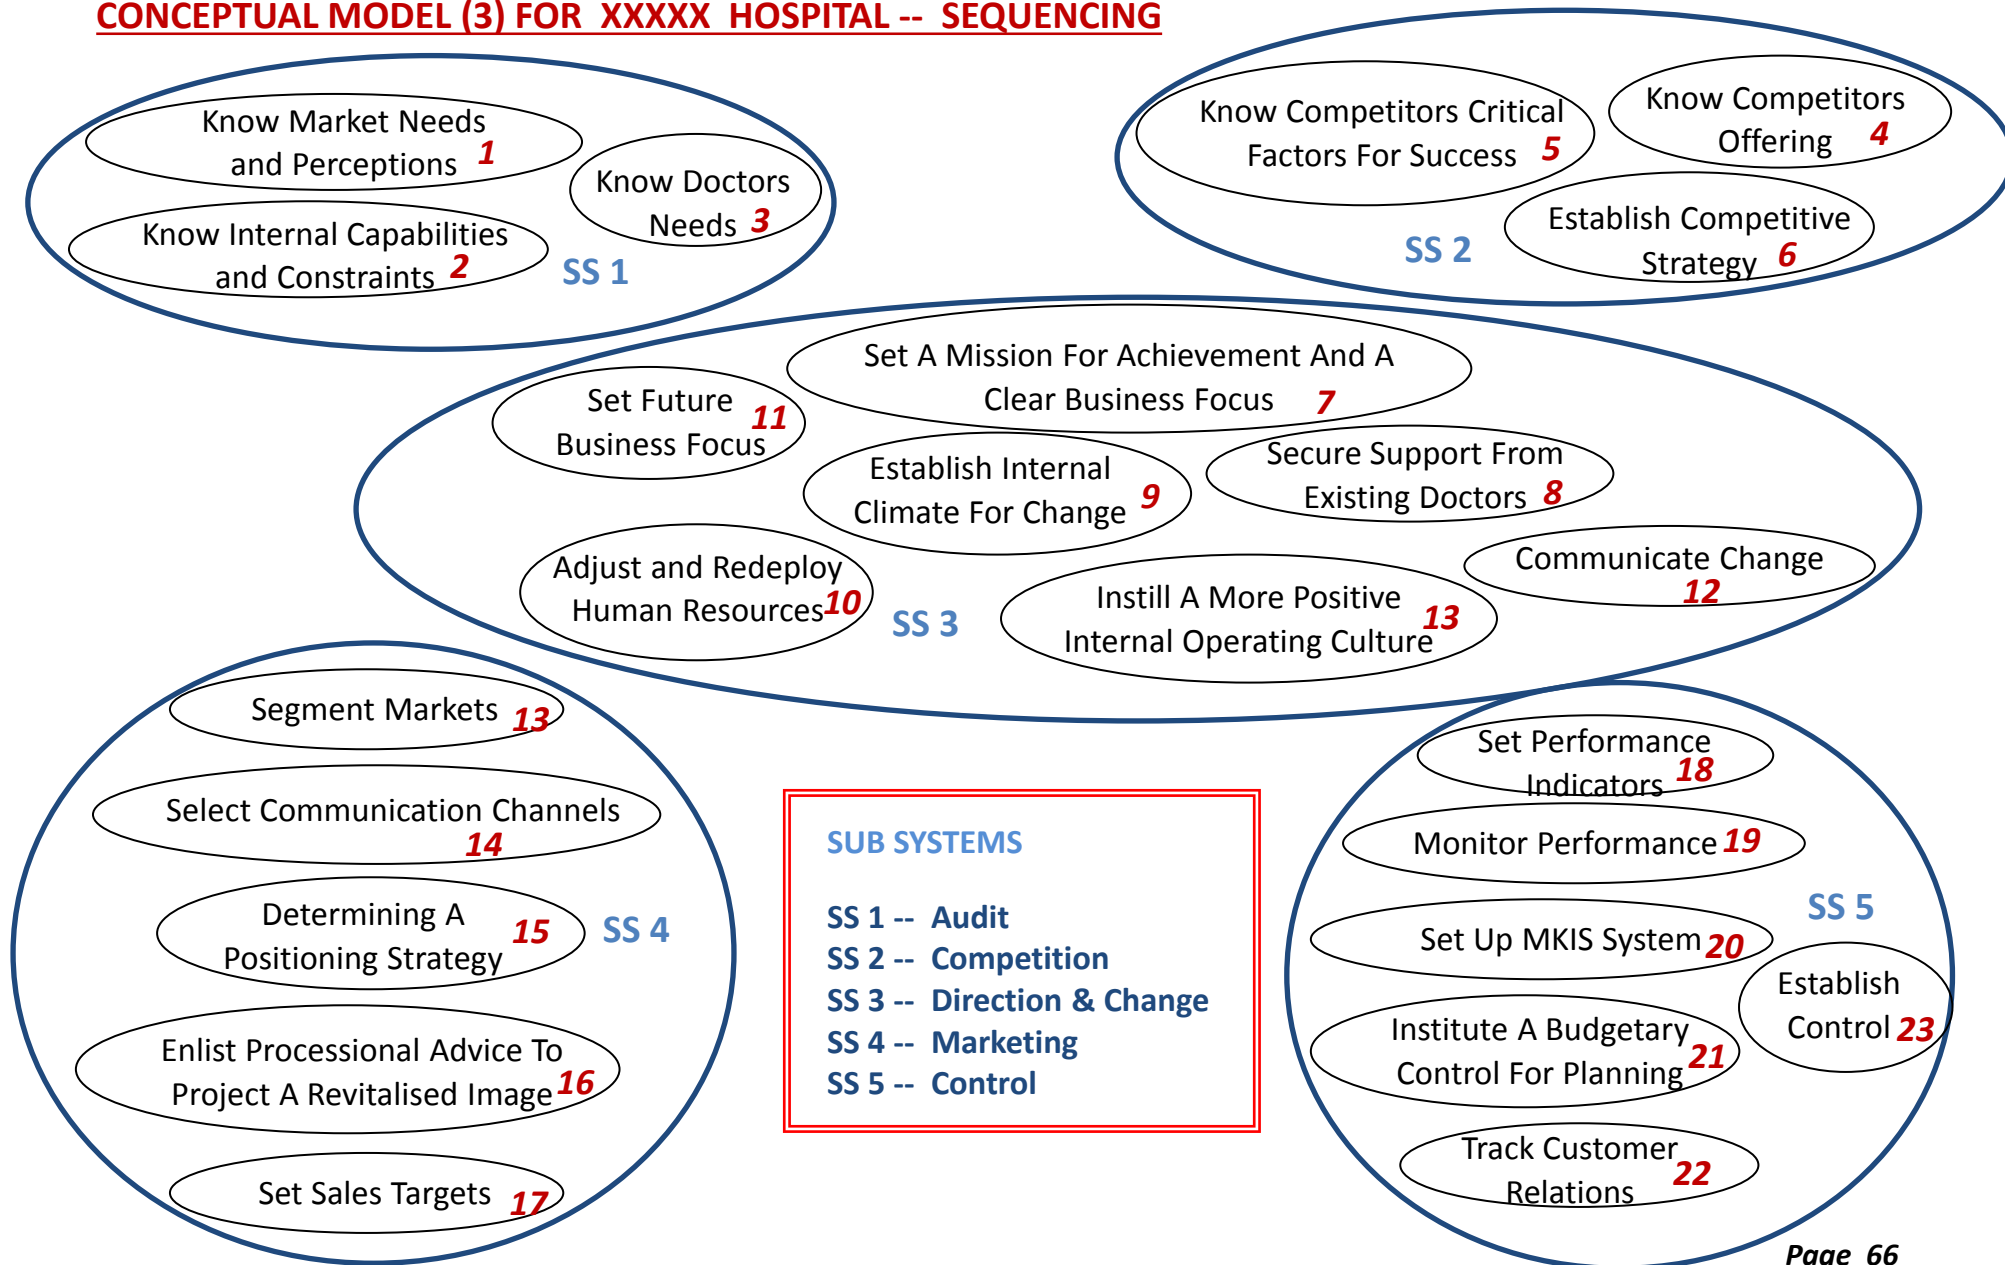 CONCEPTUAL MODEL (3) FOR XXXXX HOSPITAL -- SEQUENCING
Know Market Needs
and Perceptions 1
Know Doctors
Needs 3
Know Internal Capabilities
and Constraints 2
SS 1
Know Competitors Critical
Factors For Success 5
Know Competitors
Offering 4
Establish Competitive
Strategy 6
SS 2
Set A Mission For Achievement And A
Clear Business Focus 7
Set Future
Business Focus 11
Establish Internal
Climate For Change 9
Secure Support From
Existing Doctors 8
Adjust and Redeploy
Human Resources 10
SS 3
Instill A More Positive
Internal Operating Culture 13
Communicate Change
12
Segment Markets 13
Select Communication Channels
14
Determining A
Positioning Strategy 15
SS 4
Enlist Processional Advice To
Project A Revitalised Image 16
Set Sales Targets 17
SUB SYSTEMS
SS 1 -- Audit
SS 2 -- Competition
SS 3 -- Direction & Change
SS 4 -- Marketing
SS 5 -- Control
Set Performance
Indicators 18
Monitor Performance 19
SS 5
Set Up MKIS System 20
Establish
Control 23
Institute A Budgetary
Control For Planning 21
Track Customer
Relations 22
Page 66